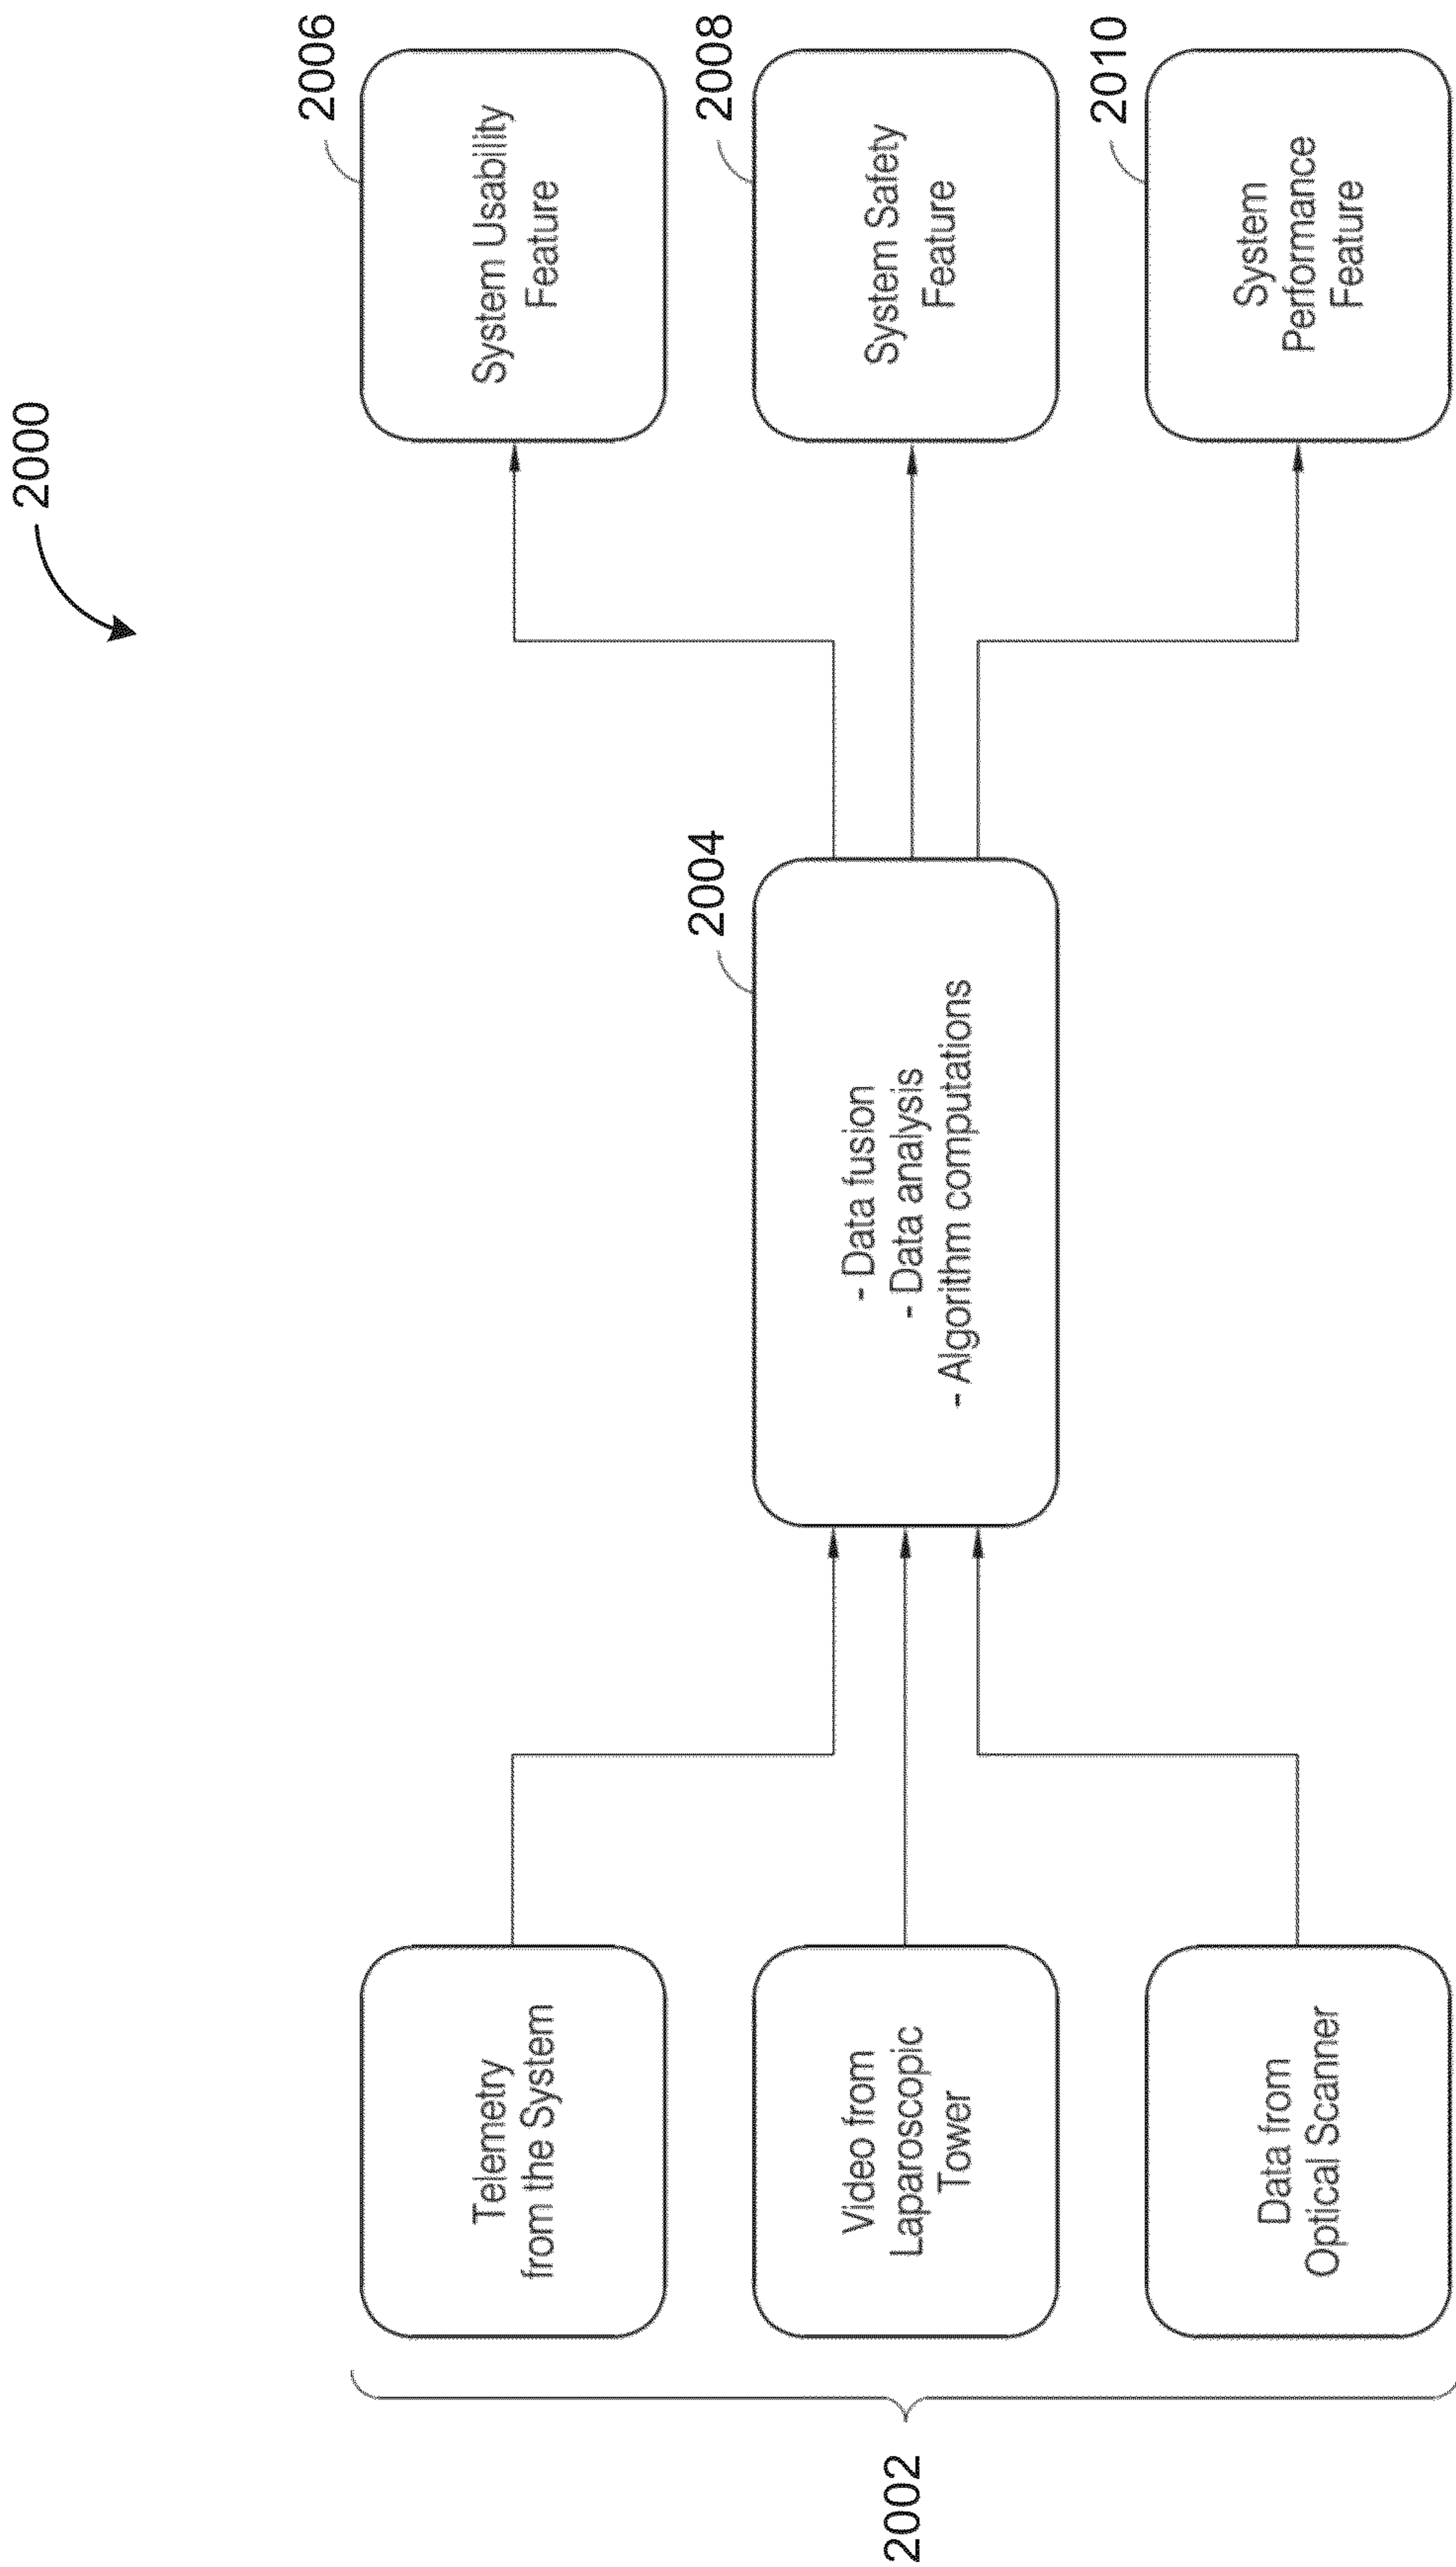 2000
2002
Telemetry
from the System
Video from
Laparoscopic
Tower
Data from
Optical Scanner
2004
- Data fusion
- Data analysis
- Algorithm computations
2006
System Usability
Feature
2008
System Safety
Feature
2010
System
Performance
Feature